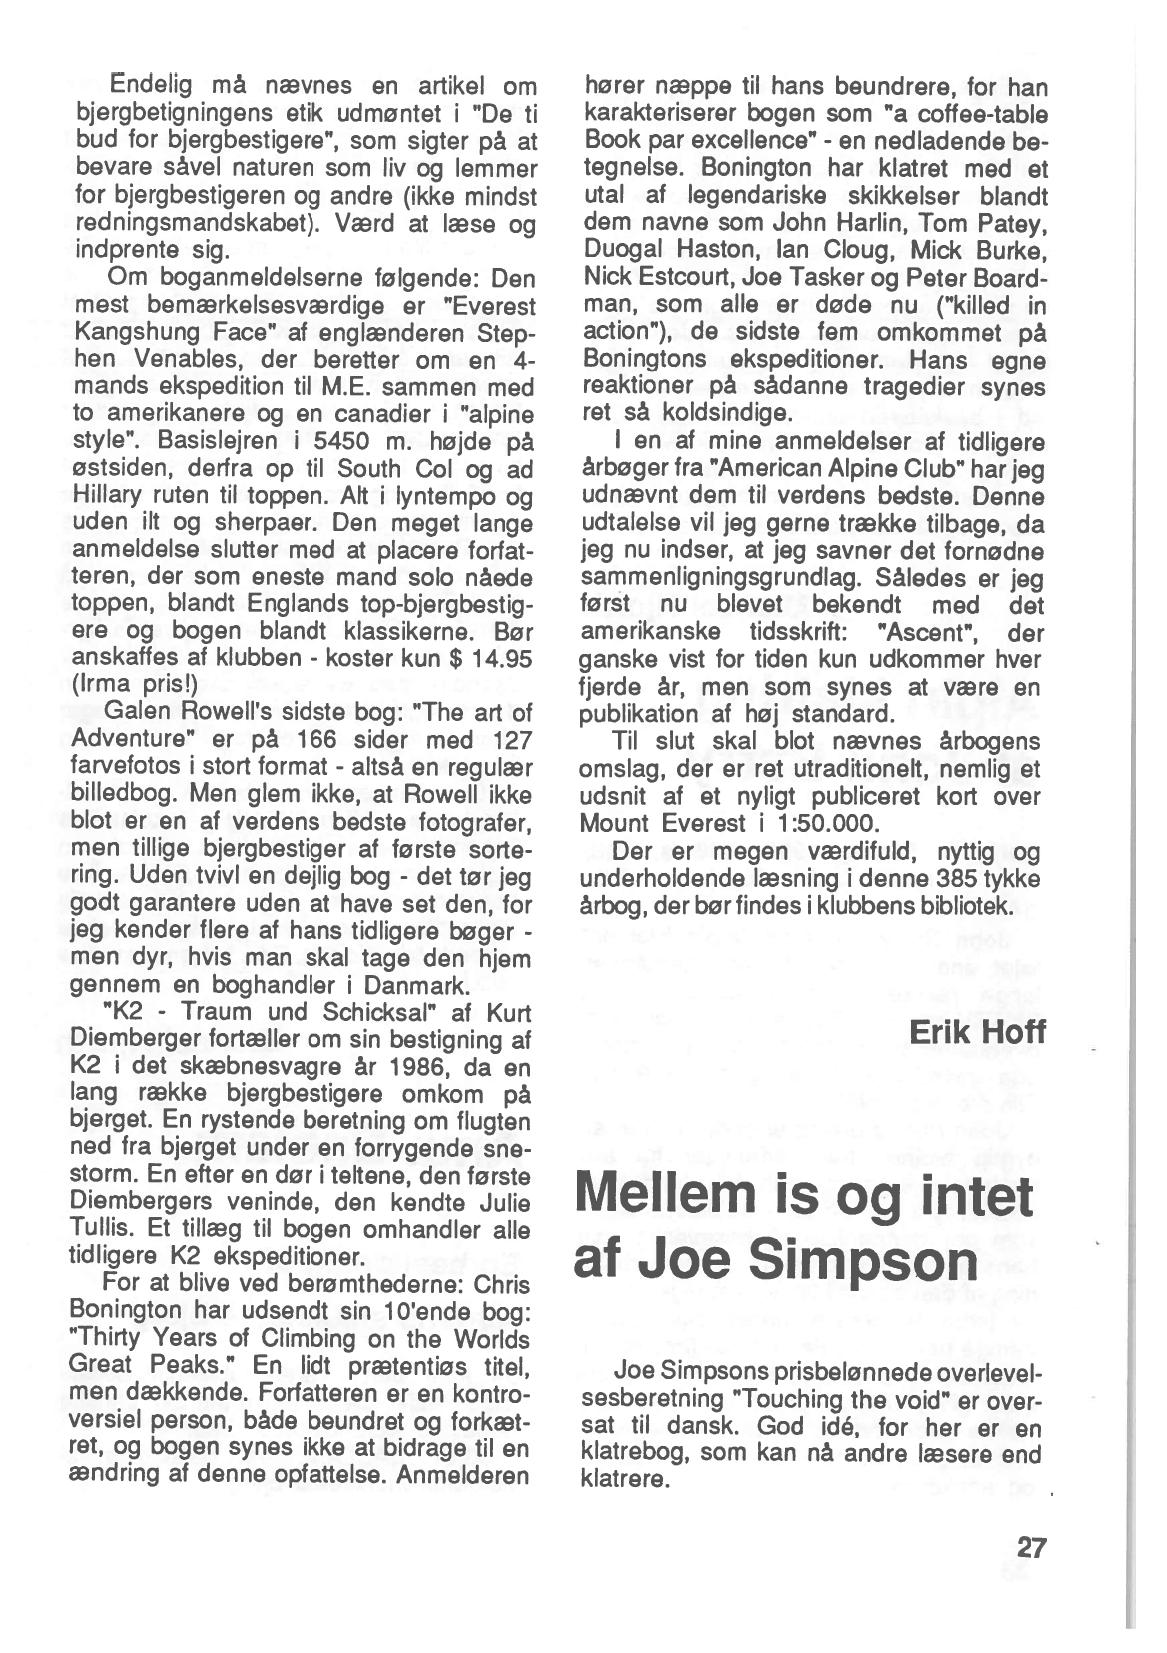 Endelig må nævnes en artikel om
bjergbetigningens etik udmøntet i "De ti
bud for bjergbestigere", som sigter på at
bevare såvel naturen som liv og lemmer
for bjergbestigeren og andre (ikke mindst
redningsmandskabet). Værd at læse og
indprente sig.
Om boganmeldelserne følgende: Den
mest bemærkelsesværdige er "Everest
Kangshung Face" af englænderen Step-
hen Venables, der beretter om en 4-
mands ekspedition til M.E. sammen med
to amerikanere og en canadier i "alpine
style". Basislejren i 5450 m. højde på
østsiden, derfra op til South Col og ad
Hillary ruten til toppen. Alt i lyntempo og
uden ilt og sherpaer. Den meget lange
anmeldelse slutter med at placere forfat-
teren, der som eneste mand solo nåede
toppen, blandt Englands top-bjergbestig-
ere og bogen blandt klassikerne. Bør
anskaffes af klubben - koster kun $ 14.95
(Irma pris!)
Galen Rowell's sidste bog: "The art of
Adventure" er på 166 sider med 127
farvefotos i stort format - altså en regulær
billedbog. Men glem ikke, at Rowell ikke
blot er en af verdens bedste fotografer,
men tillige bjergbestiger af første sorte-
ring. Uden tvivl en dejlig bog - det tør jeg
godt garantere uden at have set den, for
jeg kender flere af hans tidligere bøger -
men dyr, hvis man skal tage den hjem
gennem en boghandler i Danmark.
"K2 - Traum und Schicksal" af Kurt
Diemberger fortæller om sin bestigning af
K2 i det skæbnesvagre år 1986, da en
lang række bjergbestigere omkom på
bjerget. En rystende beretning om flugten
ned fra bjerget under en forrygende sne-
storm. En efter en dør i teltene, den første
Diembergers veninde, den kendte Julie
Tullis. Et tillæg til bogen omhandler alle
tidligere K2 ekspeditioner.
For at blive ved berømthederne: Chris
Bonington har udsendt sin 10'ende bog:
"Thirty Years of Climbing on the Worlds
Great Peaks." En lidt prætentiøs titel,
men dækkende. Forfatteren er en kontro-
versiel person, både beundret og forkæt-
ret, og bogen synes ikke at bidrage til en
ændring af denne opfattelse. Anmelderen
hører næppe til hans beundrere, for han
karakteriserer bogen som "a coffee-table
Book par excellence" - en nedladende be-
tegnelse. Bonington har klatret med et
utal af legendariske skikkelser blandt
dem navne som John Harlin, Tom Patey,
Duogal Haston, Ian Cloug, Mick Burke,
Nick Estcourt, Joe Tasker og Peter Board-
man, som alle er døde nu ("killed in
action"), de sidste fem omkommet på
Boningtons ekspeditioner. Hans egne
reaktioner på sådanne tragedier synes
ret så koldsindige.
I en af mine anmeldelser af tidligere
årbøger fra "American Alpine Club" har jeg
udnævnt dem til verdens bedste. Denne
udtalelse vil jeg gerne trække tilbage, da
jeg nu indser, at jeg savner det fornødne
sammenligningsgrundlag. Således er jeg
først nu blevet bekendt med det
amerikanske tidsskrift: "Ascent", der
ganske vist for tiden kun udkommer hver
fjerde år, men som synes at være en
publikation af høj standard.
Til slut skal blot nævnes årbogens
omslag, der er ret utraditionelt, nemlig et
udsnit af et nyligt publiceret kort over
Mount Everest i 1:50.000.
Der er megen værdifuld, nyttig og
underholdende læsning i denne 385 tykke
årbog, der bør findes i klubbens bibliotek.
Erik Hoff
Mellem is og intet
af Joe Simpson
Joe Simpsons prisbelønnede overlevel-
sesberetning "Touching the void" er over-
sat til dansk. God idé, for her er en
klatrebog, som kan nå andre læsere end
klatrere.
27